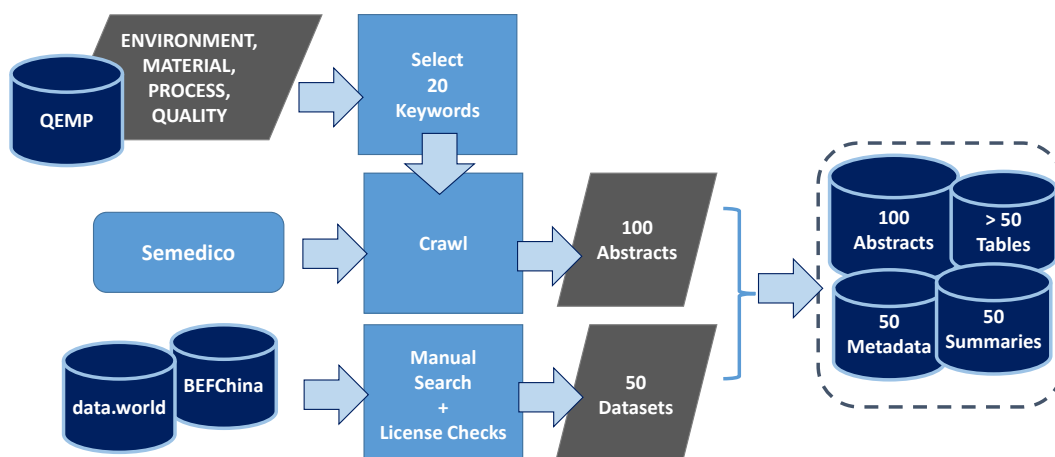 ENVIRONMENT,
MATERIAL,
PROCESS,
QUALITY
QEMP
Select
20
Keywords
Semedico
Crawl
100
Abstracts
data.world
BEFChina
Manual
Search
+
License Checks
50
Datasets
100
Abstracts
> 50
Tables
50
Metadata
50
Summaries